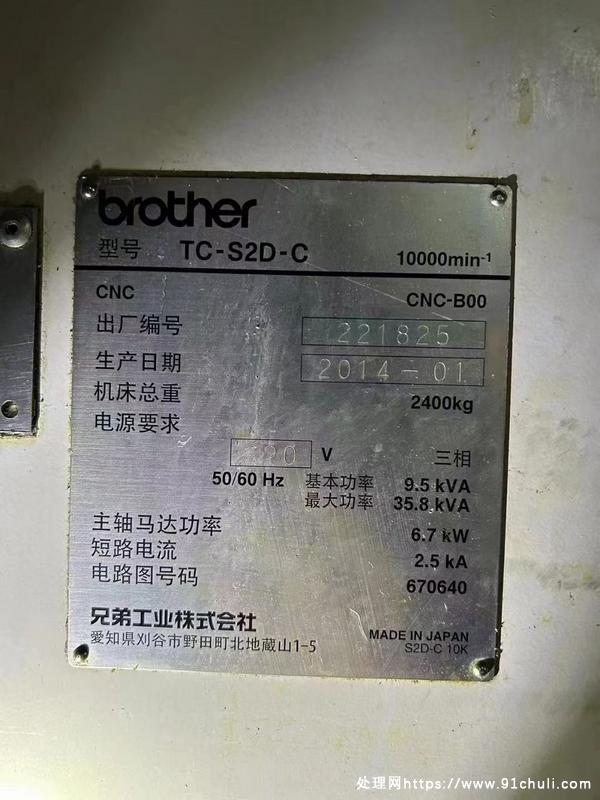 brother
型号 TC-S2D-C 10000min-1
CNC CNC-B00
出厂编号 221825
生产日期 2014-01
机床总重 2400kg
电源要求
V 三相
50/60 Hz 基本功率 9.5 kVA
最大功率 35.8 kVA
主轴马达功率 6.7 kW
短路电流 2.5 kA
电路图号码 670640
兄弟工业株式会社
愛知県刈谷市野田町北地蔵山1-5
MADE IN JAPAN
S2D-C 10K
处理网https://www.91chuli.com